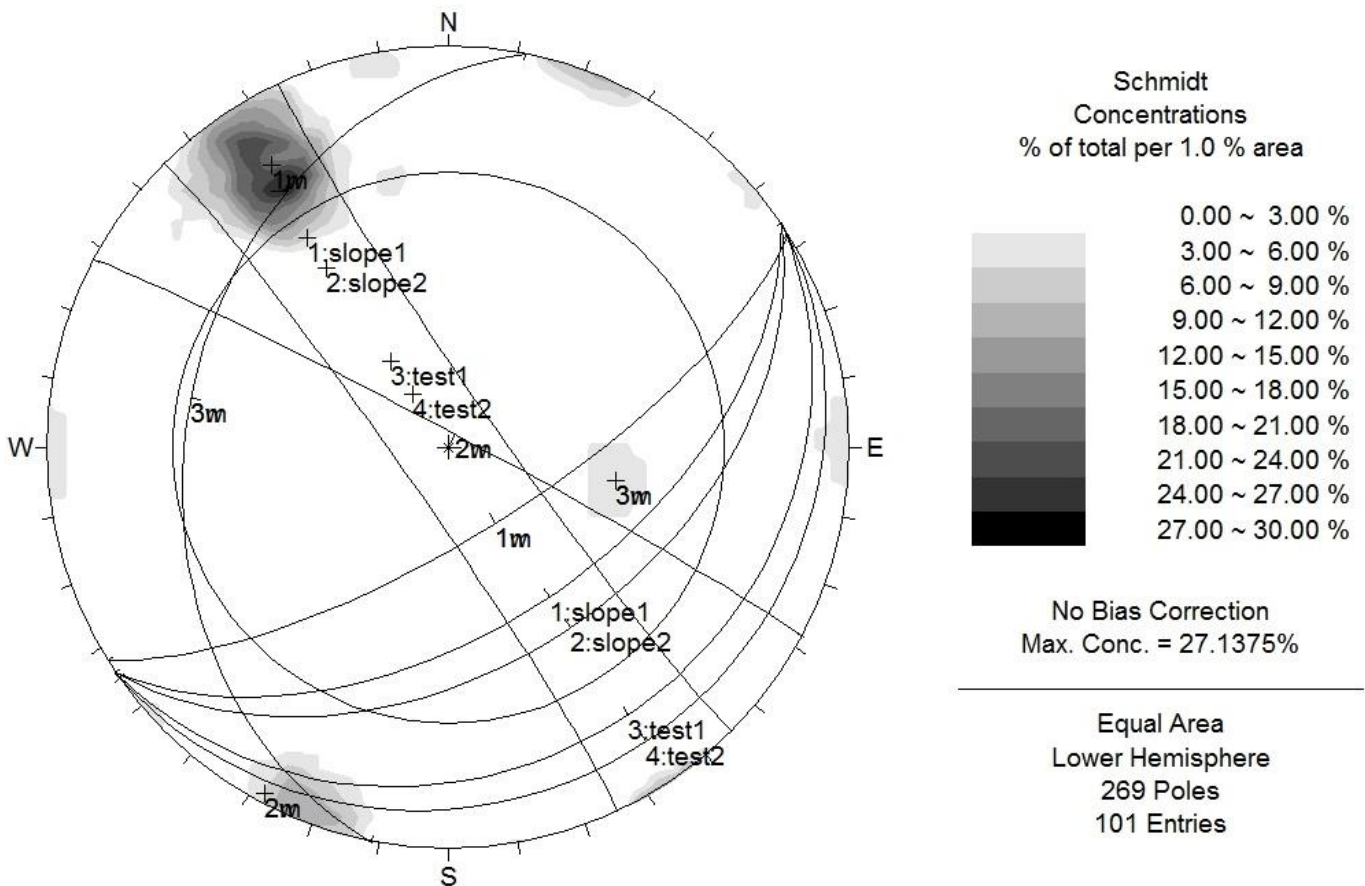 N
1m
1:slope1
2:slope2
3:test1
4:test2
3m
W
2m
E
3m
1m
1:slope1
2:slope2
3:test1
4:test2
2m
S
Schmidt
Concentrations
% of total per 1.0 % area
0.00 ~ 3.00 %
3.00 ~ 6.00 %
6.00 ~ 9.00 %
9.00 ~ 12.00 %
12.00 ~ 15.00 %
15.00 ~ 18.00 %
18.00 ~ 21.00 %
21.00 ~ 24.00 %
24.00 ~ 27.00 %
27.00 ~ 30.00 %
No Bias Correction
Max. Conc. = 27.1375%
Equal Area
Lower Hemisphere
269 Poles
101 Entries